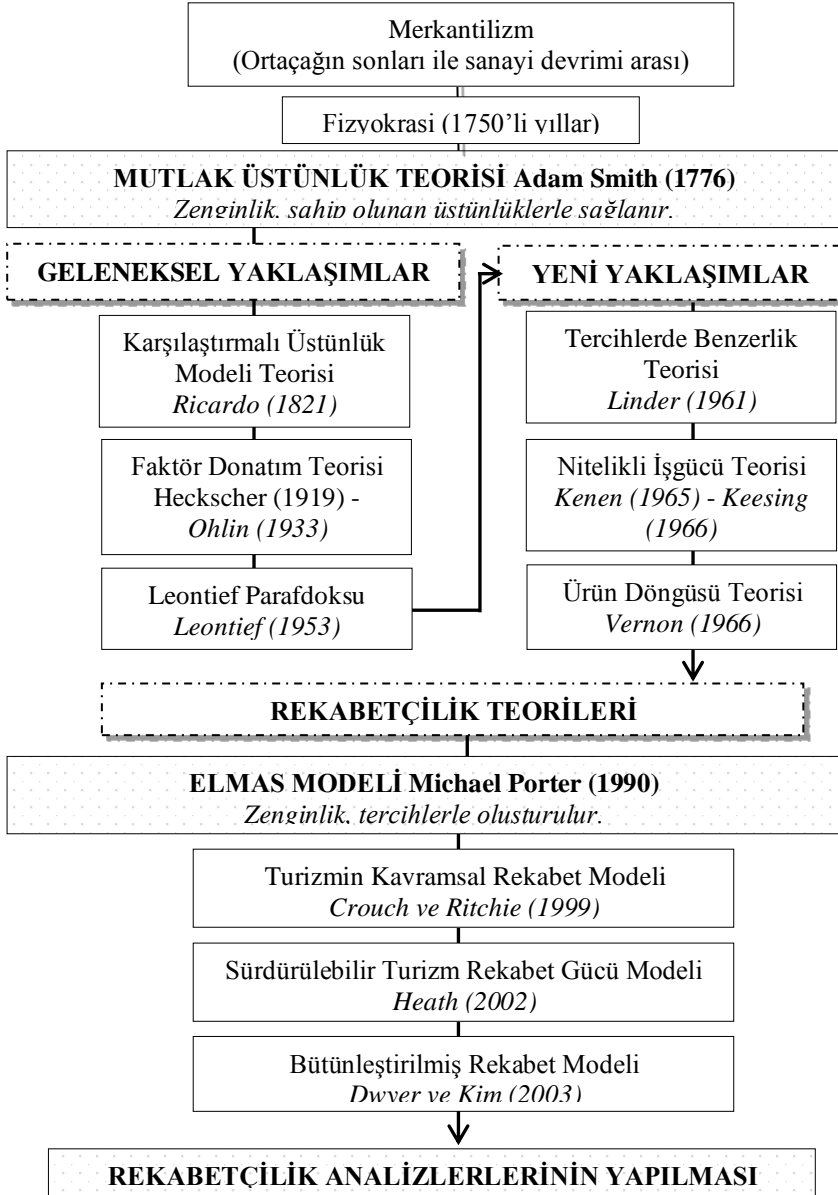 Merkantilizm
(Ortaçağın sonları ile sanayi devrimi arası)
Fizyokrasi (1750’li yıllar)
MUTLAK ÜSTÜNLÜK TEORİSİ Adam Smith (1776)
Zenginlik, sahip olunan üstünlüklerle sağlanır.
GELENEKSEL YAKLAŞIMLAR
Karşılaştırmalı Üstünlük
Modeli Teorisi
Ricardo (1821)
Faktör Donatım Teorisi
Heckscher (1919) -
Ohlin (1933)
Leontief Parafdoksu
Leontief (1953)
YENİ YAKLAŞIMLAR
Tercihlerde Benzerlik
Teorisi
Linder (1961)
Nitelikli İşgücü Teorisi
Kenen (1965) - Keesing
(1966)
Ürün Döngüsü Teorisi
Vernon (1966)
REKABETÇİLİK TEORİLERİ
ELMAS MODELİ Michael Porter (1990)
Zenginlik, tercihlerle oluşturulur.
Turizmin Kavramsal Rekabet Modeli
Crouch ve Ritchie (1999)
Sürdürülebilir Turizm Rekabet Gücü Modeli
Heath (2002)
Bütünleştirilmiş Rekabet Modeli
Dwyer ve Kim (2003)
REKABETÇİLİK ANALİZLERLERİNİN YAPILMASI